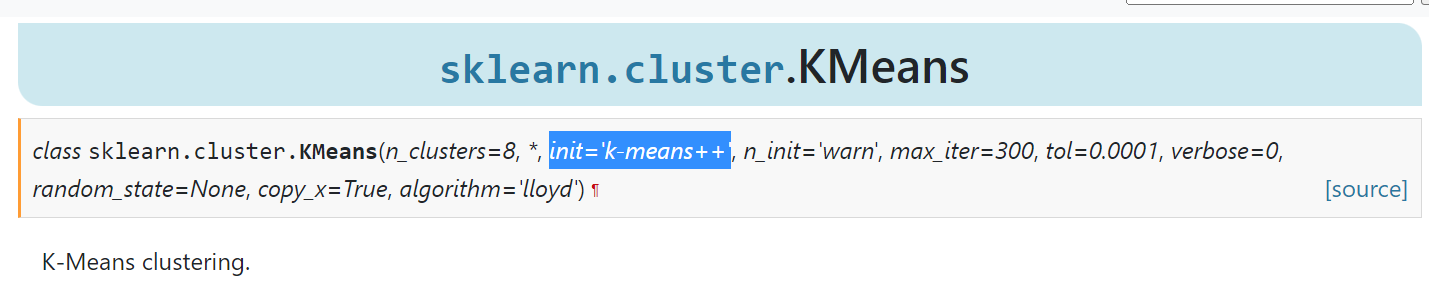 sklearn.cluster.KMeans
class sklearn.cluster.KMeans(n_clusters=8, *, init='k-means++', n_init='warn', max_iter=300, tol=0.0001, verbose=0,
random_state=None, copy_x=True, algorithm='lloyd') ¶ [source]
K-Means clustering.